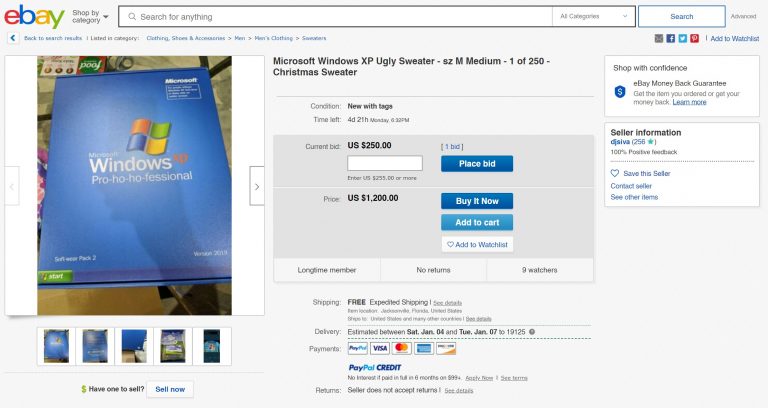 ebay
Shop by
category
Search for anything
All Categories
Search
Advanced
Back to search results | Listed in category: Clothing, Shoes & Accessories > Men > Men's Clothing > Sweaters
| Add to Watchlist
Microsoft
Microsoft
Windows xp
Pro-ho-ho-fessional
Soft-wear Pack 2
Version 2019
start
Microsoft Windows XP Ugly Sweater - sz M Medium - 1 of 250 -
Christmas Sweater
Condition: New with tags
Time left: 4d 21h Monday, 6:32PM
Current bid: US $250.00 [ 1 bid ]
Place bid
Enter US $255.00 or more
Price: US $1,200.00
Buy It Now
Add to cart
Add to Watchlist
Longtime member
No returns
9 watchers
Shipping: FREE Expedited Shipping | See details
Item location: Jacksonville, Florida, United States
Ships to: United States and many other countries | See details
Delivery: Estimated between Sat. Jan. 04 and Tue. Jan. 07 to 19125
Payments: PayPal VISA MasterCard DISCOVER
PayPal CREDIT
No Interest if paid in full in 6 months on $99+. Apply Now | See terms
Returns: Seller does not accept returns | See details
Have one to sell? Sell now
Shop with confidence
eBay Money Back Guarantee
Get the item you ordered or get your
money back. Learn more
Seller information
djsiva (256 )
100% Positive feedback
Save this Seller
Contact seller
See other items